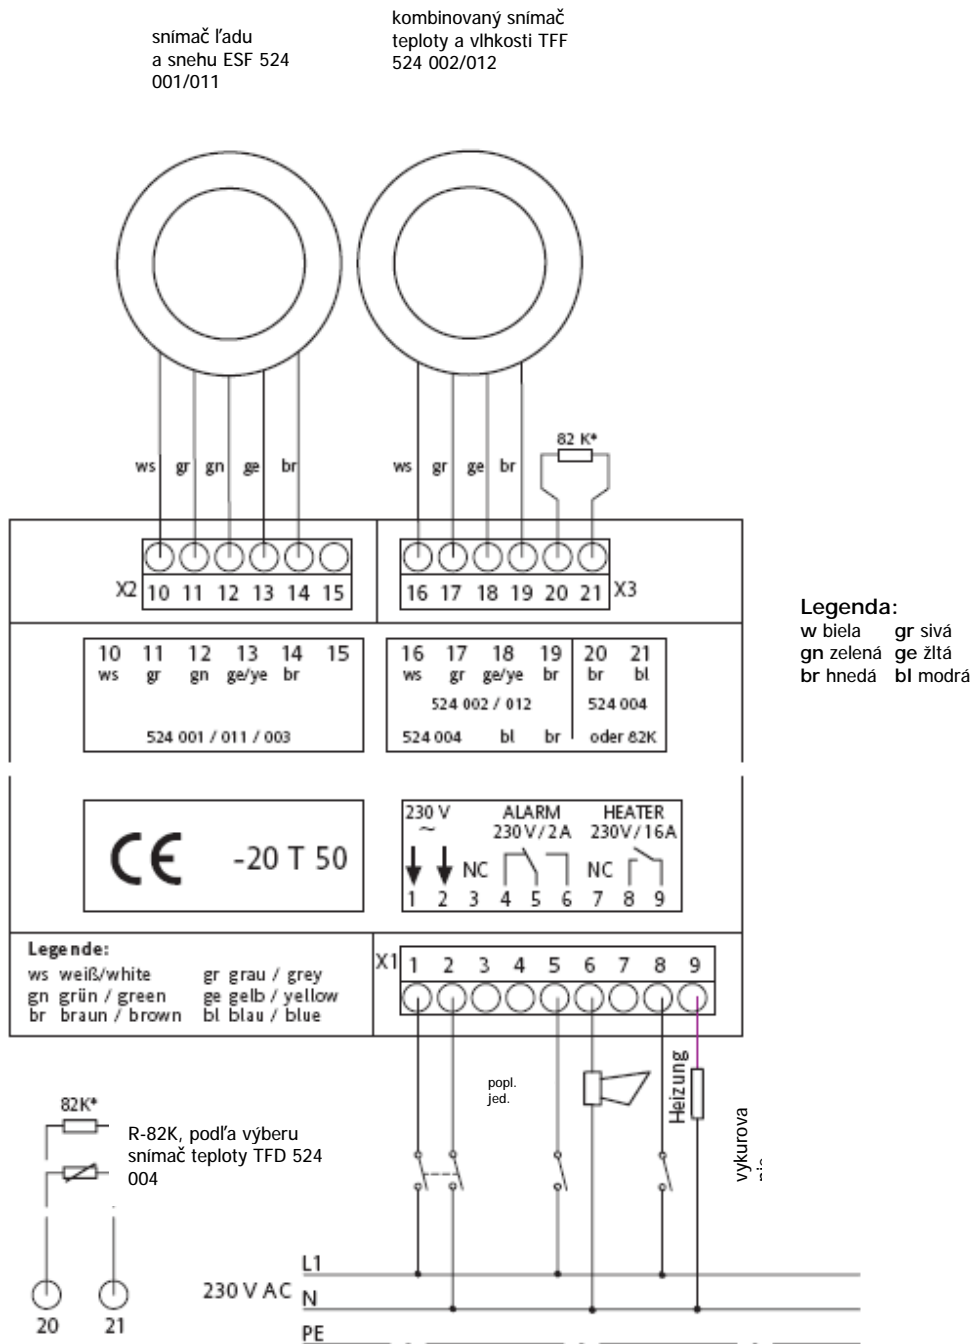 snímač ľadu
a snehu ESF 524
001/011
kombinovaný snímač
teploty a vlhkosti TFF
524 002/012
ws gr gn ge br
ws gr ge br
82 K*
X2 10 11 12 13 14 15
16 17 18 19 20 21 X3
10 11 12 13 14 15
ws gr gn ge/ye br
524 001 / 011 / 003
16 17 18 19 20 21
ws gr ge/ye br br bl
524 002 / 012 524 004
524 004 bl br oder 82K
Legenda:
w biela gr sivá
gn zelená ge žltá
br hnedá bl modrá
CE -20 T 50
230 V ALARM HEATER
~ 230V/2A 230V/16A
NC NC
1 2 3 4 5 6 7 8 9
Legende:
ws weiß/white gr grau / grey
gn grün / green ge gelb / yellow
br braun / brown bl blau / blue
X1 1 2 3 4 5 6 7 8 9
popl.
jed.
Heizung
vykurova
82K*
R-82K, podľa výberu
snímač teploty TFD 524
004
20 21
230 V AC
L1
N
PE